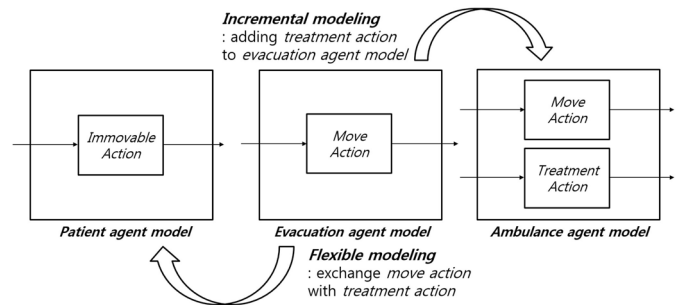 Incremental modeling
: adding treatment action
to evacuation agent model
Immovable
Action
Move
Action
Move
Action
Treatment
Action
Patient agent model
Evacuation agent model
Ambulance agent model
Flexible modeling
: exchange move action
with treatment action